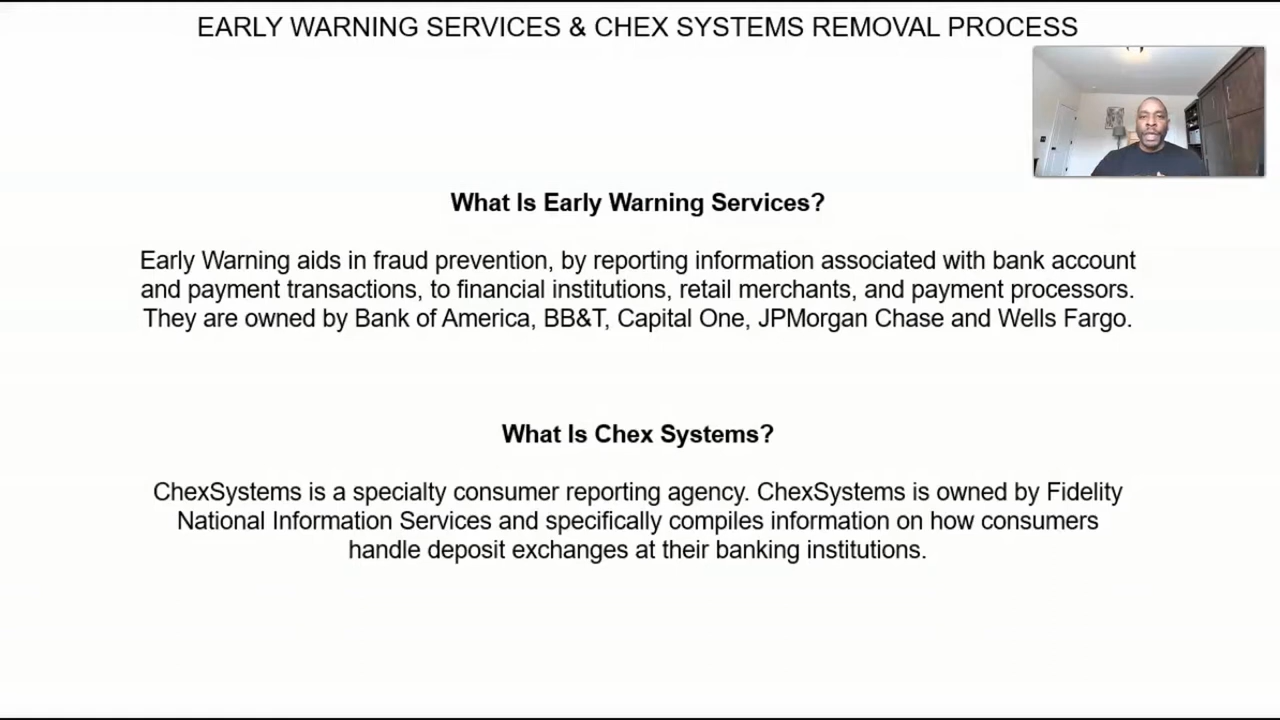 EARLY WARNING SERVICES & CHEX SYSTEMS REMOVAL PROCESS
What Is Early Warning Services?
Early Warning aids in fraud prevention, by reporting information associated with bank account
and payment transactions, to financial institutions, retail merchants, and payment processors.
They are owned by Bank of America, BB&T, Capital One, JPMorgan Chase and Wells Fargo.
What Is Chex Systems?
ChexSystems is a specialty consumer reporting agency. ChexSystems is owned by Fidelity
National Information Services and specifically compiles information on how consumers
handle deposit exchanges at their banking institutions.